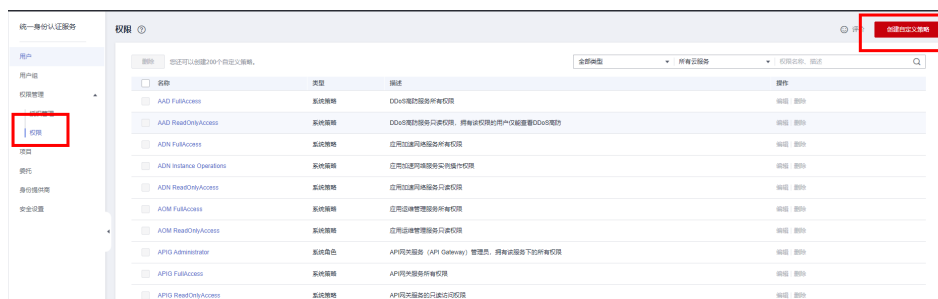 统一身份认证服务
用户
用户组
权限管理
授权管理
权限
项目
委托
身份提供商
安全设置
权限
创建自定义策略
删除 您还可以创建200个自定义策略。
全部类型 所有云服务 权限名称、描述
名称 类型 描述 操作
AAD FullAccess 系统策略 DDoS高防服务所有权限 编辑 删除
AAD ReadOnlyAccess 系统策略 DDoS高防服务只读权限，拥有该权限的用户仅能查看DDoS高防 编辑 删除
ADN FullAccess 系统策略 应用加速网络服务所有权限 编辑 删除
ADN Instance Operations 系统策略 应用加速网络服务实例操作权限 编辑 删除
ADN ReadOnlyAccess 系统策略 应用加速网络服务只读权限 编辑 删除
AOM FullAccess 系统策略 应用运维管理服务所有权限 编辑 删除
AOM ReadOnlyAccess 系统策略 应用运维管理服务只读权限 编辑 删除
APIG Administrator 系统角色 API网关服务（API Gateway）管理员，拥有该服务下的所有权限 编辑 删除
APIG FullAccess 系统策略 API网关服务所有权限 编辑 删除
APIG ReadOnlyAccess 系统策略 API网关服务的只读访问权限 编辑 删除